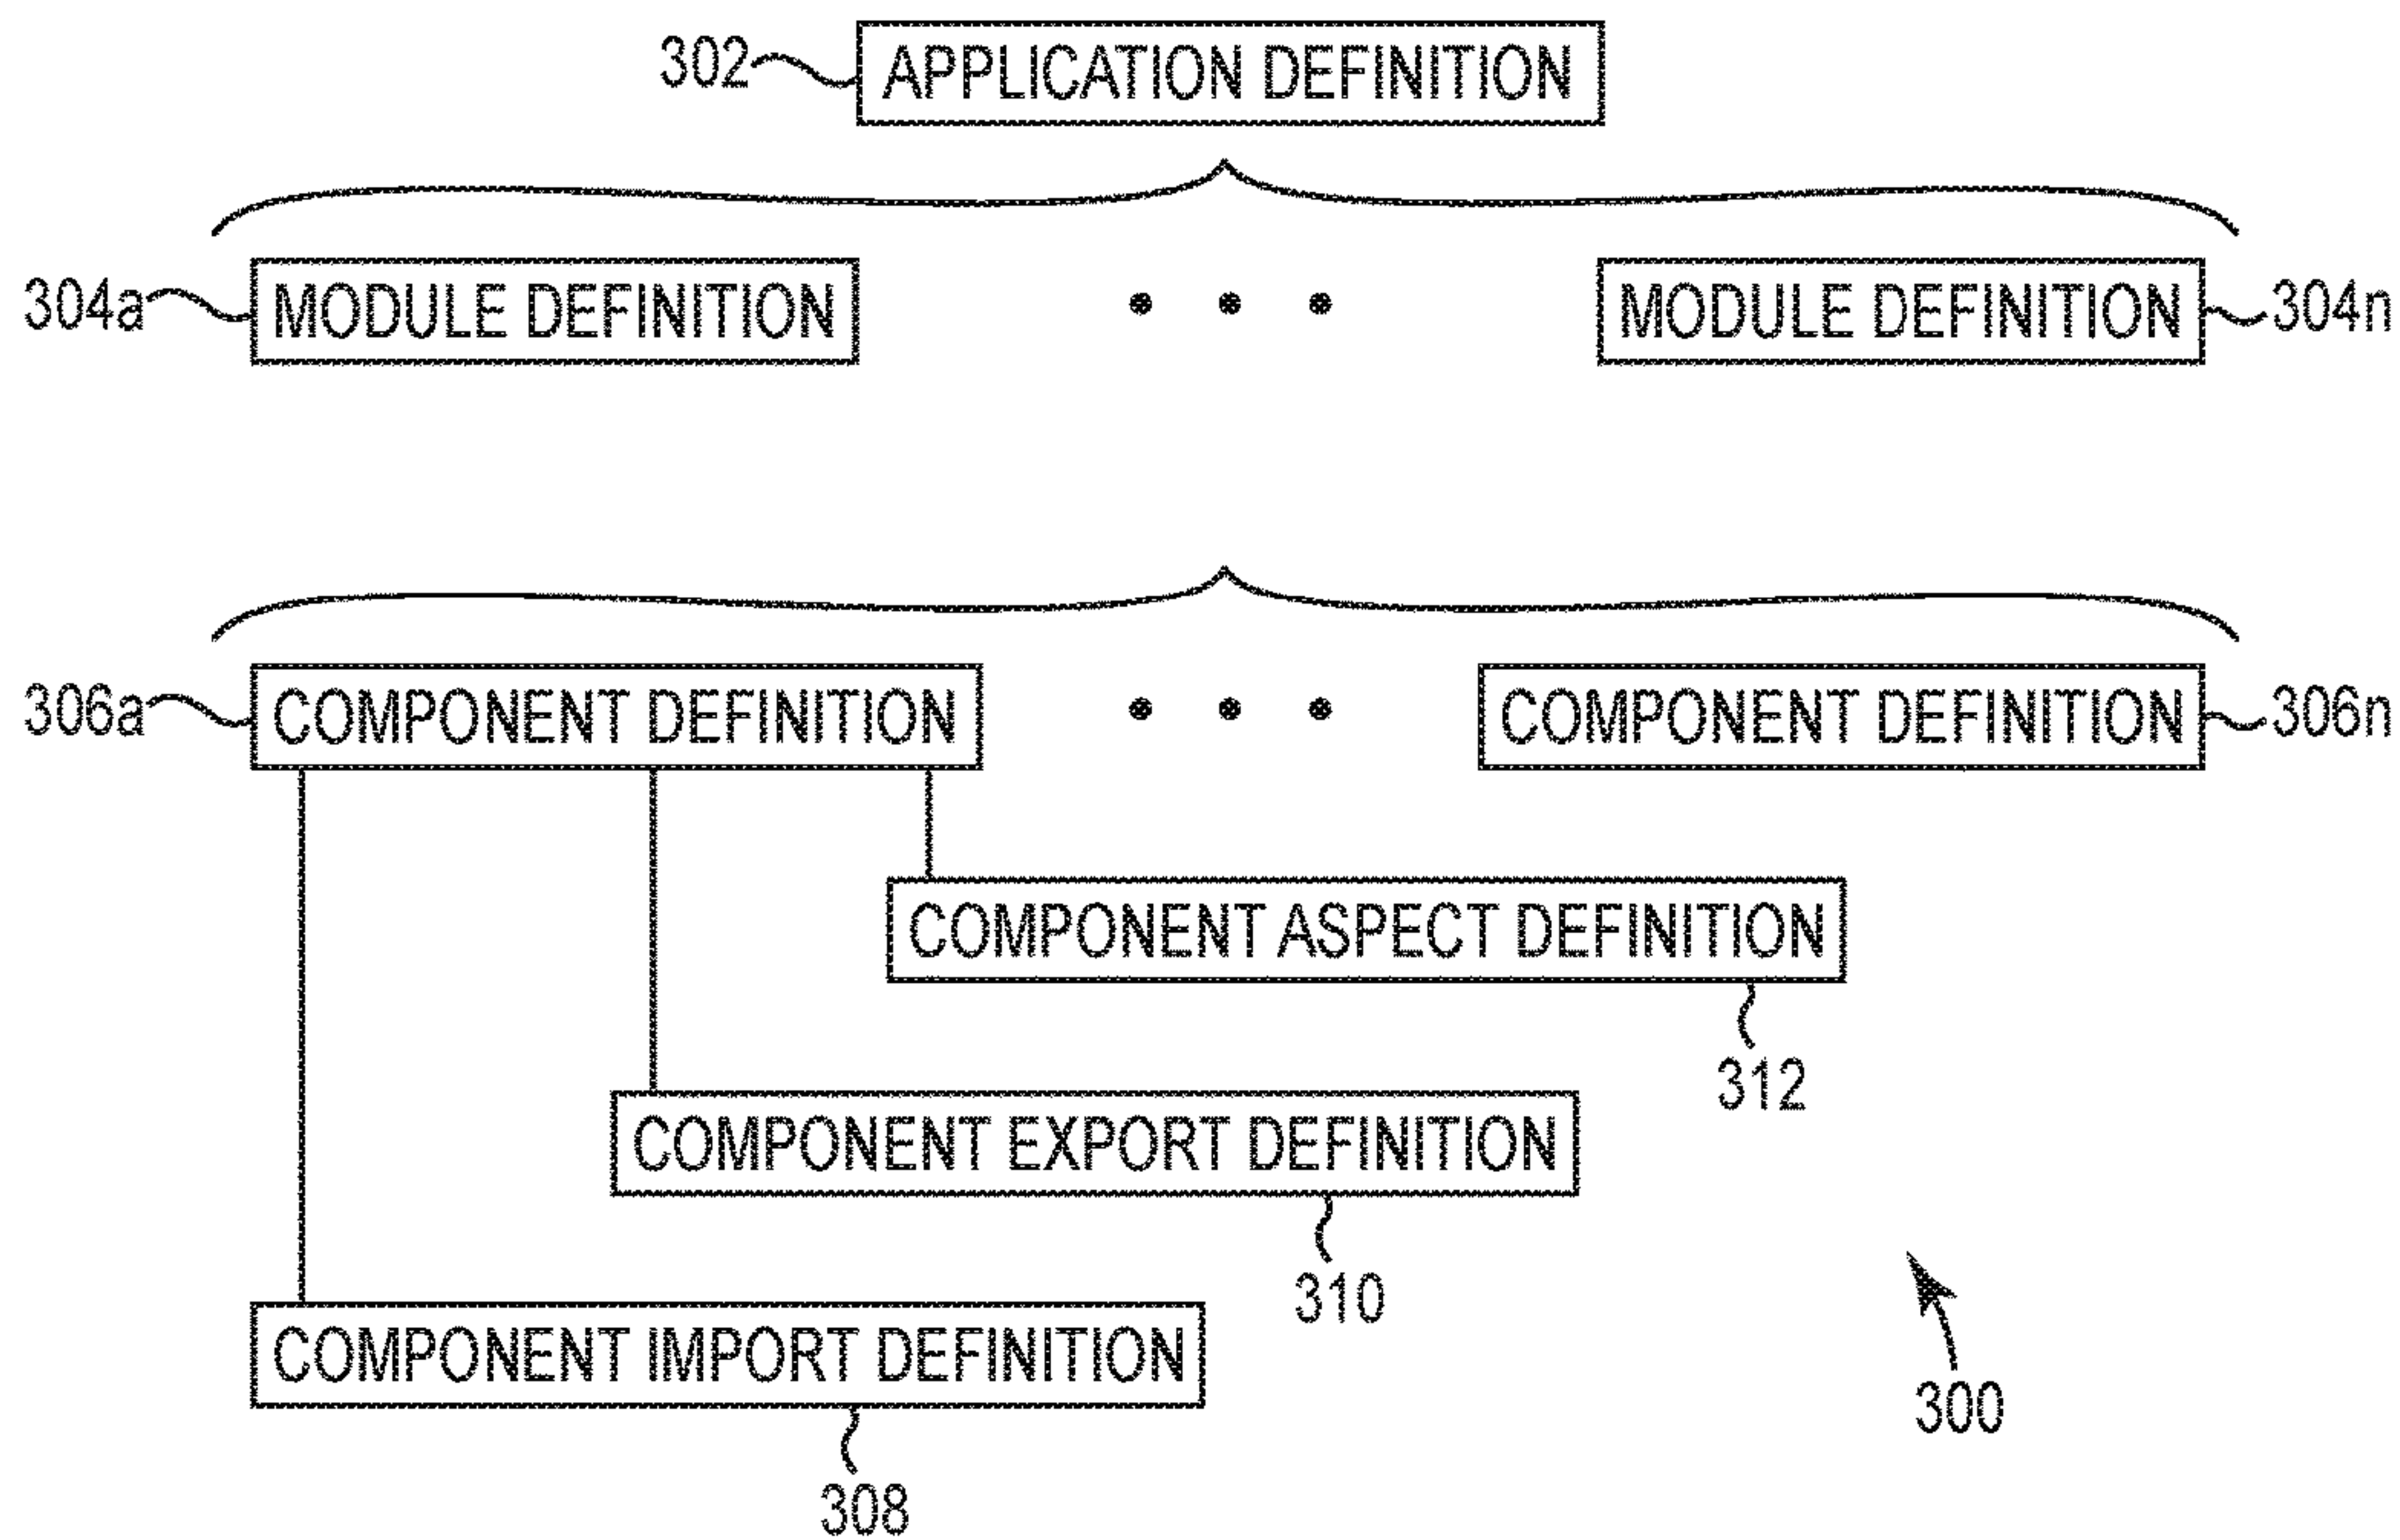 302 APPLICATION DEFINITION
304a MODULE DEFINITION • • • MODULE DEFINITION 304n
306a COMPONENT DEFINITION • • • COMPONENT DEFINITION 306n
COMPONENT ASPECT DEFINITION
312
COMPONENT EXPORT DEFINITION
310
COMPONENT IMPORT DEFINITION
300
308